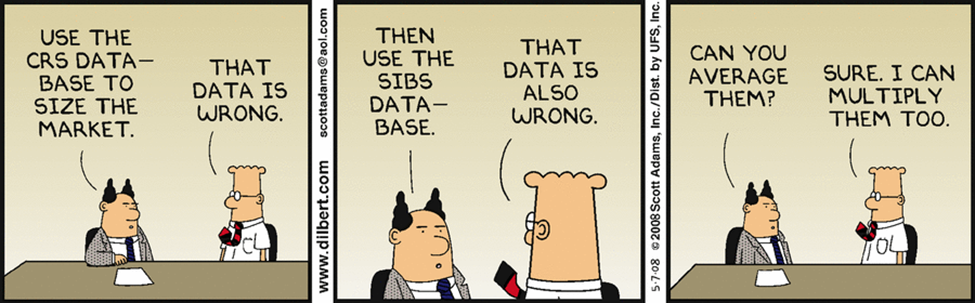 USE THE
CRS DATA—
BASE TO
SIZE THE
MARKET.
THAT
DATA IS
WRONG.
www.dilbert.com
scottadams@aol.com
THEN
USE THE
SIBS
DATA—
BASE.
THAT
DATA IS
ALSO
WRONG.
5-7-08 © 2008 Scott Adams, Inc./Dist. by UFS, Inc.
CAN YOU
AVERAGE
THEM?
SURE. I CAN
MULTIPLY
THEM TOO.